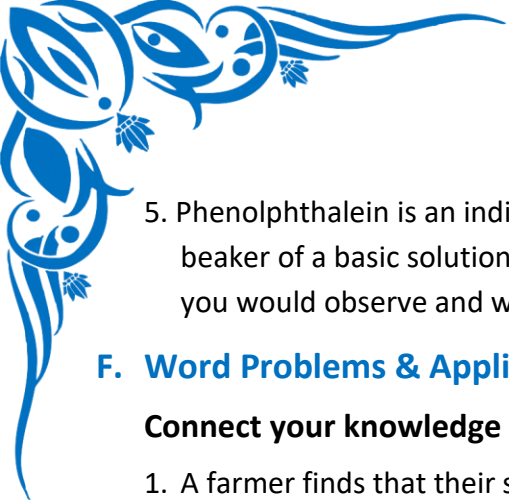 5. Phenolphthalein is an indi
beaker of a basic solution
you would observe and w
F. Word Problems & Appli
Connect your knowledge
1. A farmer finds that their s